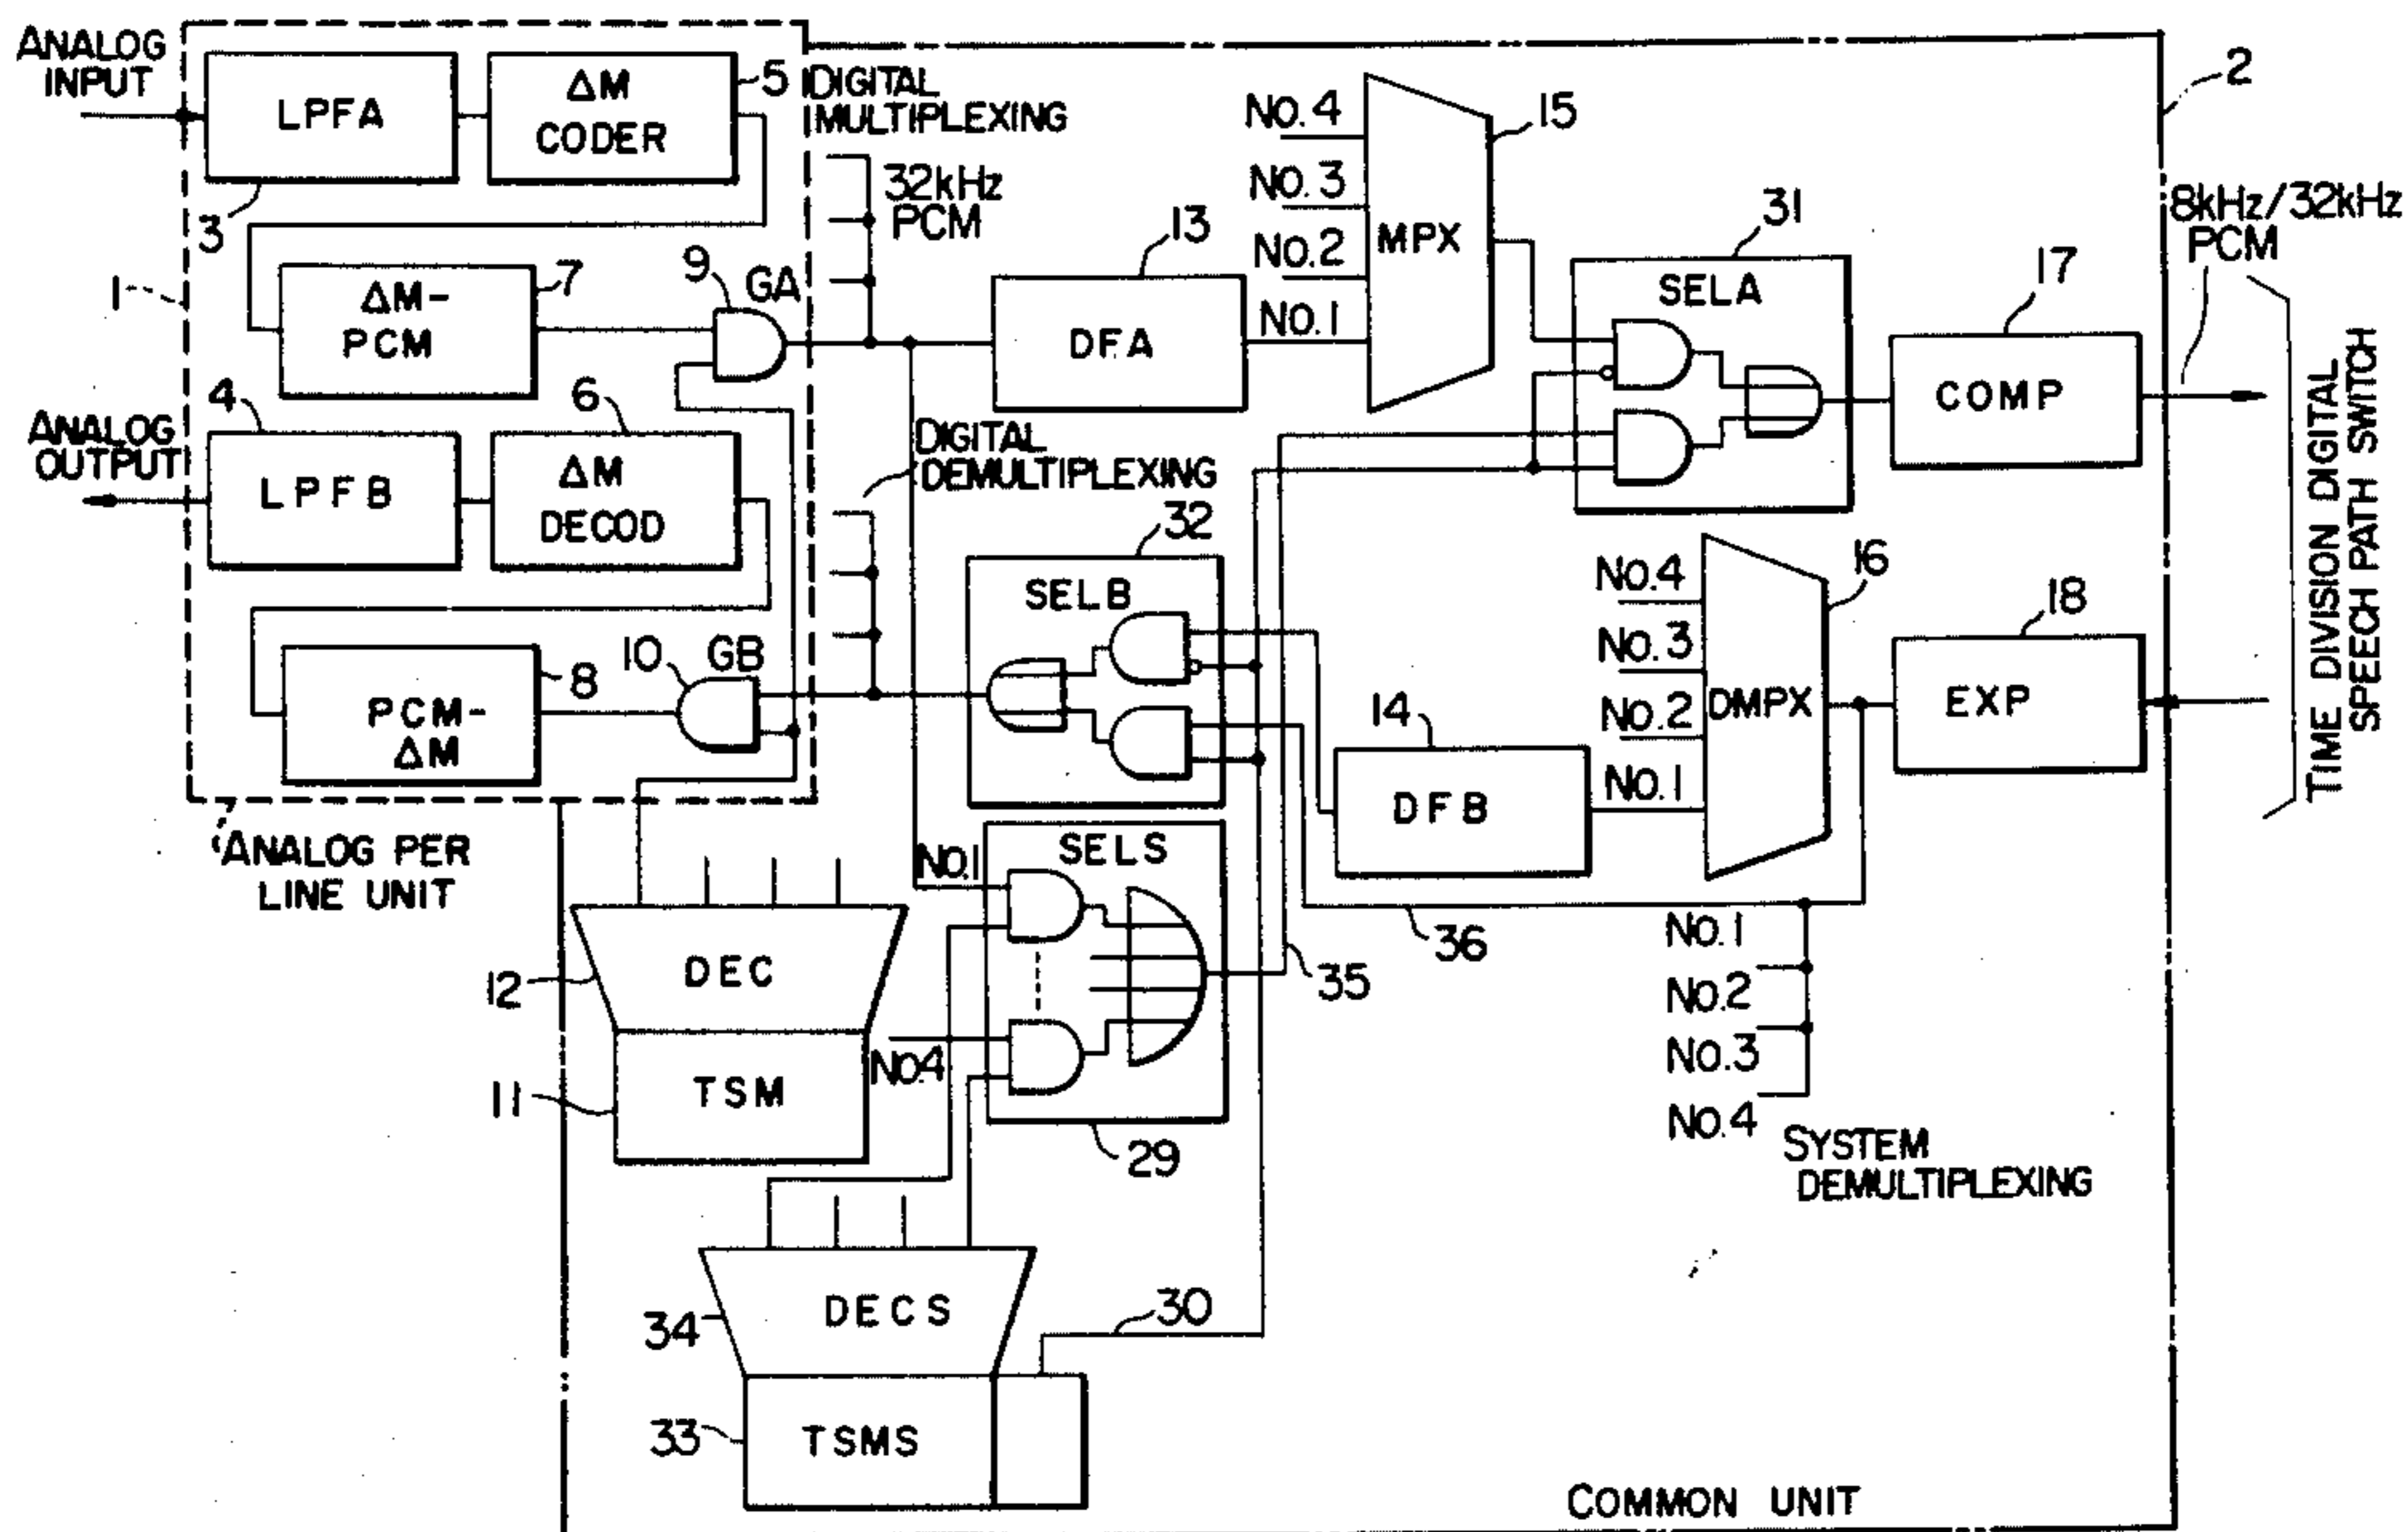 ANALOG
INPUT
LPFA
ΔM
CODER
5
DIGITAL
MULTIPLEXING
2
3
32kHz
PCM
NO.4
NO.3
NO.2
NO.1
MPX
15
8kHz/32kHz
PCM
1
ΔM-
PCM
7
9
GA
13
DFA
31
SELA
17
COMP
ANALOG
OUTPUT
4
LPFB
6
ΔM
DECOD
DIGITAL
DEMULTIPLEXING
TIME DIVISION DIGITAL
SPEECH PATH SWITCH
32
SELB
NO.4
NO.3
NO.2
NO.1
DMPX
16
18
EXP
PCM-
ΔM
8
10
GB
14
DFB
ANALOG PER
LINE UNIT
NO.1
SELS
36
35
NO.1
NO.2
NO.3
NO.4
SYSTEM
DEMULTIPLEXING
12
DEC
11
TSM
NO.4
29
34
DECS
30
33
TSMS
COMMON UNIT